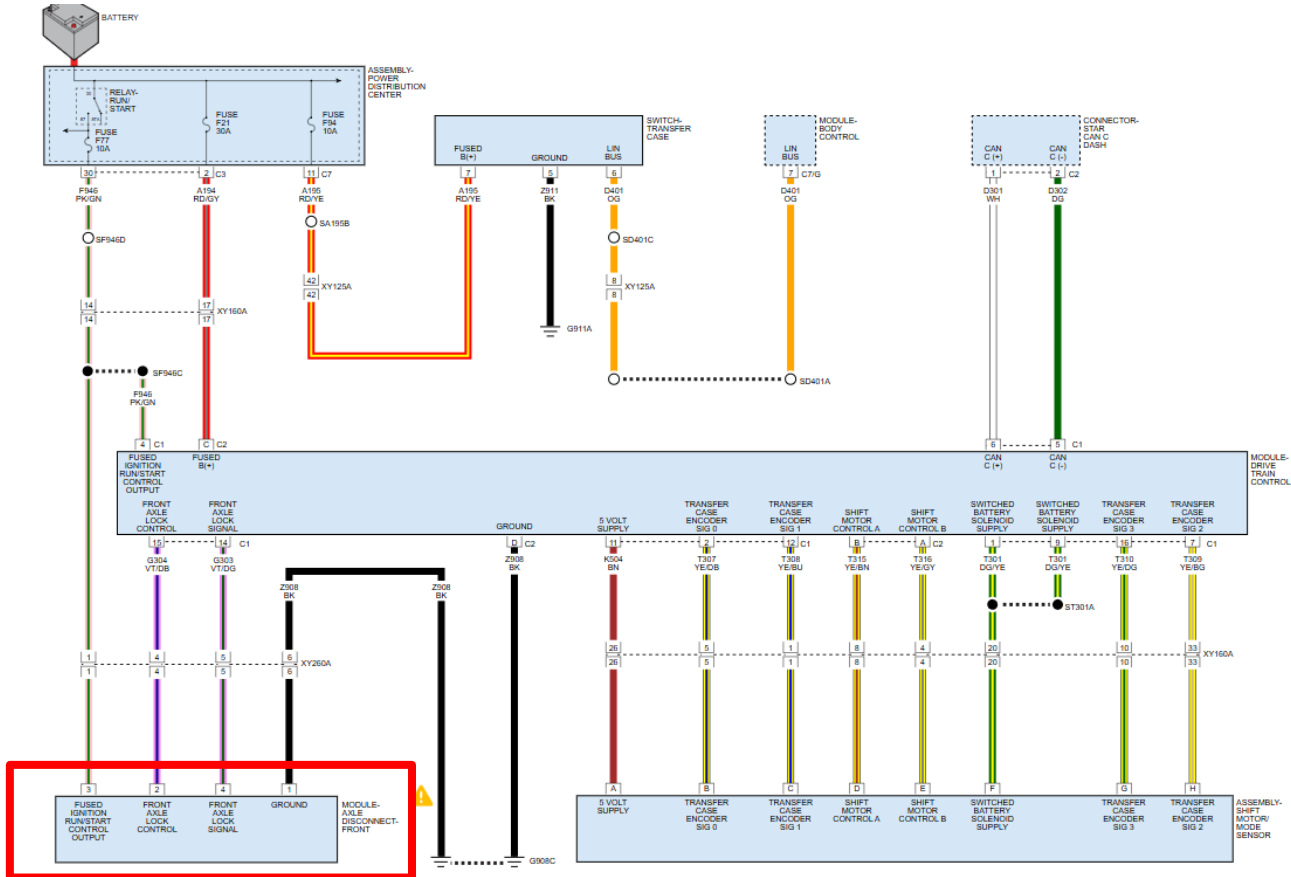 BATTERY
ASSEMBLY-
POWER
DISTRIBUTION
CENTER
RELAY-
RUN/
START
30
87
87A
FUSE
F77
10A
FUSE
F21
30A
FUSE
F94
10A
30
2
C3
11
C7
F946
PK/GN
A194
RD/GY
A195
RD/YE
SA195B
SF946D
42
42
XY125A
14
14
17
17
XY160A
SF946C
F946
PK/GN
SWITCH-
TRANSFER
CASE
FUSED
B(+)
GROUND
LIN
BUS
7
5
6
A195
RD/YE
Z911
BK
D401
OG
SD401C
8
8
XY125A
G911A
MODULE-
BODY
CONTROL
LIN
BUS
7
C7/G
D401
OG
SD401A
CONNECTOR-
STAR
CAN C
DASH
CAN
C (+)
CAN
C (-)
1
2
C2
D301
WH
D302
DG
4
C1
C
C2
6
5
C1
FUSED
IGNITION
RUN/START
CONTROL
OUTPUT
FUSED
B(+)
CAN
C (+)
CAN
C (-)
MODULE-
DRIVE
TRAIN
CONTROL
FRONT
AXLE
LOCK
CONTROL
FRONT
AXLE
LOCK
SIGNAL
GROUND
5 VOLT
SUPPLY
TRANSFER
CASE
ENCODER
SIG 0
TRANSFER
CASE
ENCODER
SIG 1
SHIFT
MOTOR
CONTROL A
SHIFT
MOTOR
CONTROL B
SWITCHED
BATTERY
SOLENOID
SUPPLY
SWITCHED
BATTERY
SOLENOID
SUPPLY
TRANSFER
CASE
ENCODER
SIG 3
TRANSFER
CASE
ENCODER
SIG 2
15
14
C1
D
C2
11
2
12
C1
B
A
C2
1
9
16
7
C1
G304
VT/DB
G303
VT/DG
Z908
BK
Z908
BK
Z908
BK
K504
BN
T307
YE/DB
T308
YE/BU
T315
YE/BN
T316
YE/GY
T301
DG/YE
T301
DG/YE
T310
YE/DG
T309
YE/BG
ST301A
1
1
4
4
5
5
6
6
XY260A
26
26
5
5
1
1
8
8
4
4
20
20
10
10
33
33
XY160A
3
2
4
1
FUSED
IGNITION
RUN/START
CONTROL
OUTPUT
FRONT
AXLE
LOCK
CONTROL
FRONT
AXLE
LOCK
SIGNAL
GROUND
MODULE-
AXLE
DISCONNECT-
FRONT
G908C
A
B
C
D
E
F
G
H
5 VOLT
SUPPLY
TRANSFER
CASE
ENCODER
SIG 0
TRANSFER
CASE
ENCODER
SIG 1
SHIFT
MOTOR
CONTROL A
SHIFT
MOTOR
CONTROL B
SWITCHED
BATTERY
SOLENOID
SUPPLY
TRANSFER
CASE
ENCODER
SIG 3
TRANSFER
CASE
ENCODER
SIG 2
ASSEMBLY-
SHIFT
MOTOR/
MODE
SENSOR